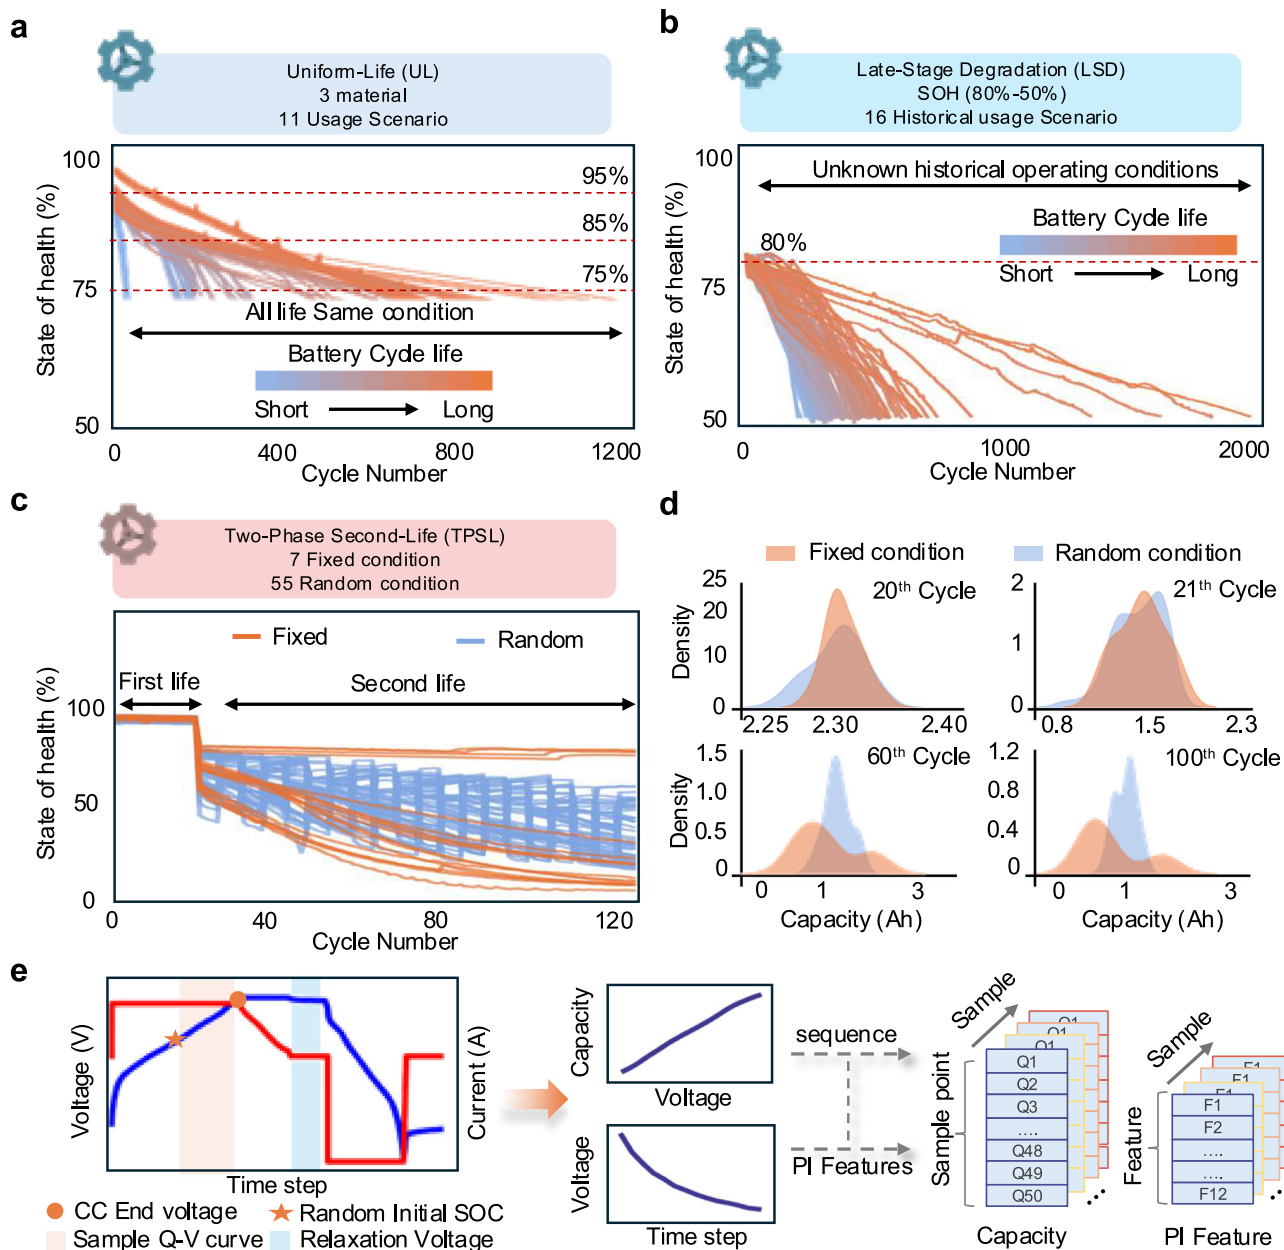 a
Uniform-Life (UL)
3 material
11 Usage Scenario
State of health (%)
100
75
50
95%
85%
75%
All life Same condition
Battery Cycle life
Short
Long
0
400
800
1200
Cycle Number
b
Late-Stage Degradation (LSD)
SOH (80%-50%)
16 Historical usage Scenario
State of health (%)
100
75
50
Unknown historical operating conditions
Battery Cycle life
Short
Long
80%
0
1000
2000
Cycle Number
c
Two-Phase Second-Life (TPSL)
7 Fixed condition
55 Random condition
Fixed
Random
First life
Second life
State of health (%)
100
50
0
0
40
80
120
Cycle Number
d
Fixed condition
Random condition
20th Cycle
Density
25
20
10
0
2.25
2.30
2.40
21th Cycle
2
1
0
0.8
1.5
2.3
60th Cycle
Density
1.5
1.0
0.5
0
0
1
3
Capacity (Ah)
100th Cycle
1.2
0.8
0.4
0
0
1
3
Capacity (Ah)
e
Voltage (V)
Current (A)
Time step
CC End voltage
Random Initial SOC
Sample Q-V curve
Relaxation Voltage
Capacity
Voltage
Voltage
Time step
sequence
PI Features
Sample
Sample point
Q1
Q1
Q1
Q2
Q3
....
Q48
Q49
Q50
Capacity
Sample
Feature
F1
F1
F1
F1
F2
....
....
F12
PI Feature